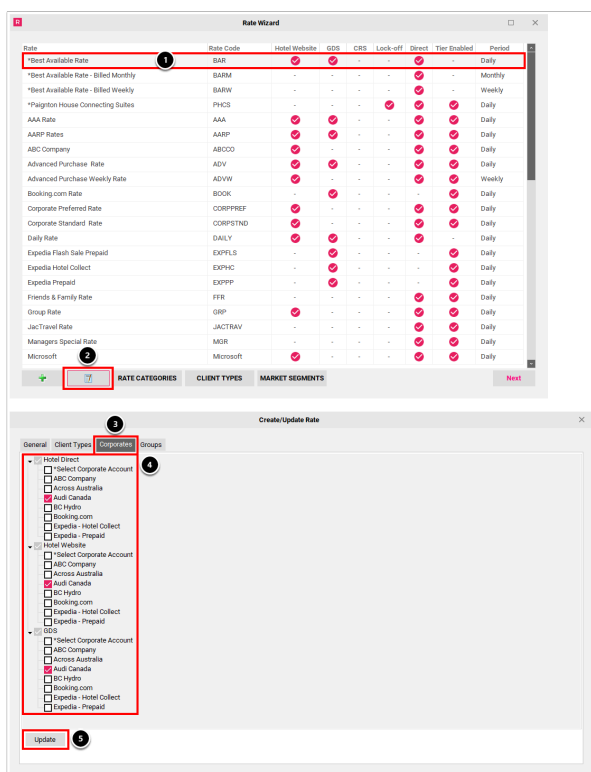 R Rate Wizard
Rate Rate Code Hotel Website GDS CRS Lock-off Direct Tier Enabled Period
*Best Available Rate 1 BAR - - - Daily
*Best Available Rate - Billed Monthly BARM - - - - - Monthly
*Best Available Rate - Billed Weekly BARW - - - - - Weekly
*Paignton House Connecting Suites PHCS - - - Daily
AAA Rate AAA - - Daily
AARP Rates AARP - - Daily
ABC Company ABCCO - - - Daily
Advanced Purchase Rate ADV - - Daily
Advanced Purchase Weekly Rate ADVW - - - Weekly
Booking.com Rate BOOK - - - - Daily
Corporate Preferred Rate CORPPREF - - - Daily
Corporate Standard Rate CORPSTND - - - Daily
Daily Rate DAILY - - - Daily
Expedia Flash Sale Prepaid EXPFLS - - - - Daily
Expedia Hotel Collect EXPHC - - - - Daily
Expedia Prepaid EXPPP - - - - Daily
Friends & Family Rate FFR - - - - Daily
Group Rate GRP - - - Daily
JacTravel Rate JACTRAV - - - - Daily
Managers Special Rate MGR - - - - Daily
Microsoft 2 Microsoft - - - Daily
RATE CATEGORIES CLIENT TYPES MARKET SEGMENTS Next
3 Create/Update Rate
General Client Types Corporates Groups
4
Hotel Direct
*Select Corporate Account
ABC Company
Across Australia
Audi Canada
BC Hydro
Booking.com
Expedia - Hotel Collect
Expedia - Prepaid
Hotel Website
*Select Corporate Account
ABC Company
Across Australia
Audi Canada
BC Hydro
Booking.com
Expedia - Hotel Collect
Expedia - Prepaid
GDS
*Select Corporate Account
ABC Company
Across Australia
Audi Canada
BC Hydro
Booking.com
Expedia - Hotel Collect
Expedia - Prepaid
Update 5